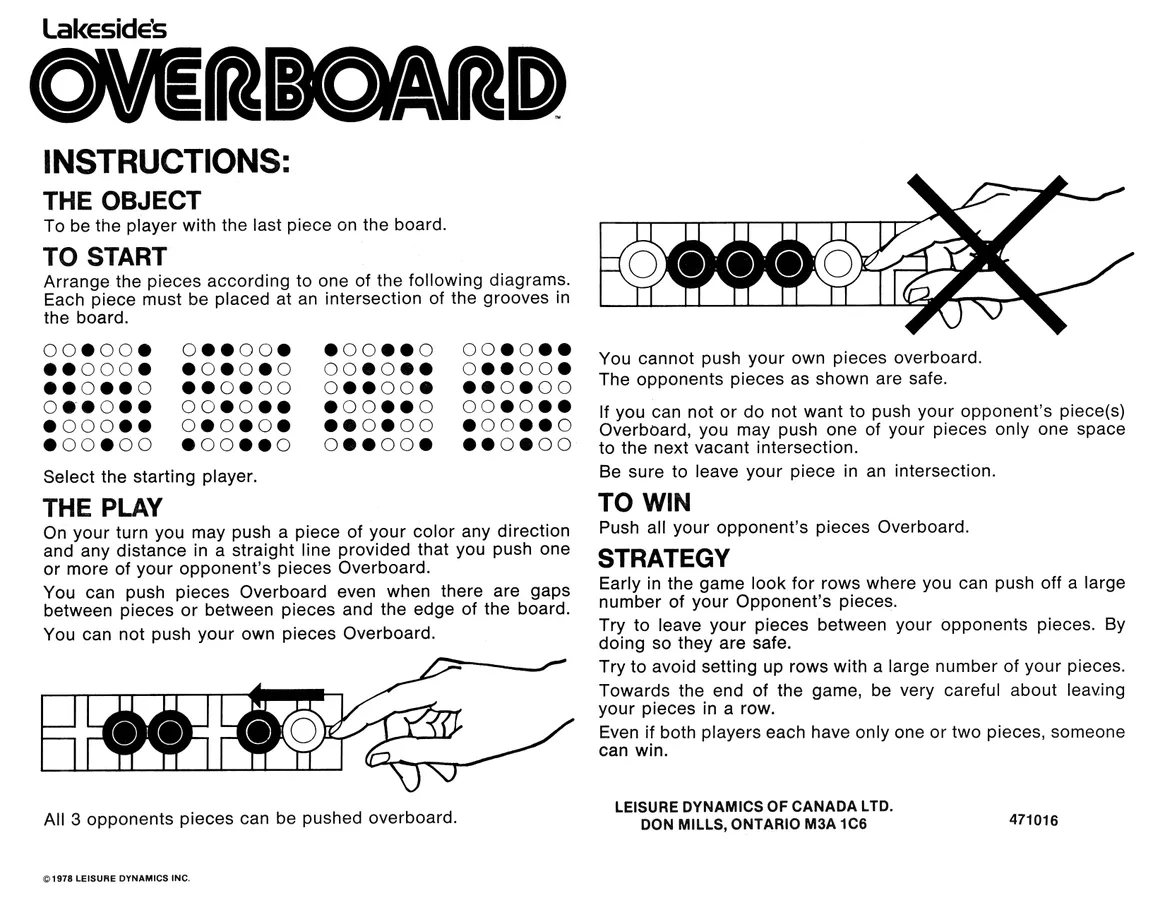 Lakeside's
OVERBOARD™
INSTRUCTIONS:
THE OBJECT
To be the player with the last piece on the board.
TO START
Arrange the pieces according to one of the following diagrams.
Each piece must be placed at an intersection of the grooves in
the board.
Select the starting player.
THE PLAY
On your turn you may push a piece of your color any direction
and any distance in a straight line provided that you push one
or more of your opponent's pieces Overboard.
You can push pieces Overboard even when there are gaps
between pieces or between pieces and the edge of the board.
You can not push your own pieces Overboard.
All 3 opponents pieces can be pushed overboard.
©1978 LEISURE DYNAMICS INC.
You cannot push your own pieces overboard.
The opponents pieces as shown are safe.
If you can not or do not want to push your opponent's piece(s)
Overboard, you may push one of your pieces only one space
to the next vacant intersection.
Be sure to leave your piece in an intersection.
TO WIN
Push all your opponent's pieces Overboard.
STRATEGY
Early in the game look for rows where you can push off a large
number of your Opponent's pieces.
Try to leave your pieces between your opponents pieces. By
doing so they are safe.
Try to avoid setting up rows with a large number of your pieces.
Towards the end of the game, be very careful about leaving
your pieces in a row.
Even if both players each have only one or two pieces, someone
can win.
LEISURE DYNAMICS OF CANADA LTD.
DON MILLS, ONTARIO M3A 1C6
471016